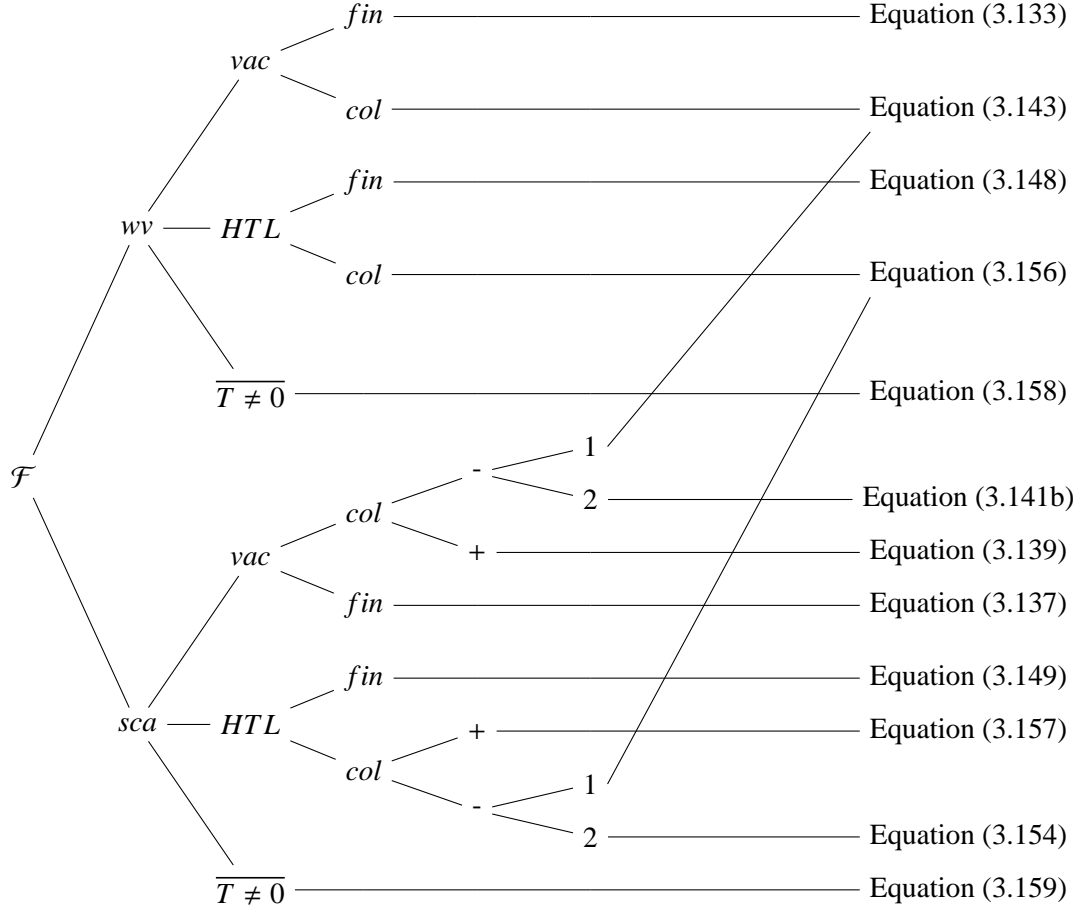 fin Equation (3.133)
vac
col Equation (3.143)
fin Equation (3.148)
wv HTL
col Equation (3.156)
T ≠ 0 Equation (3.158)
1
-
ℱ
2 Equation (3.141b)
col
+ Equation (3.139)
vac
fin Equation (3.137)
fin Equation (3.149)
sca HTL + Equation (3.157)
col
1
-
2 Equation (3.154)
T ≠ 0 Equation (3.159)